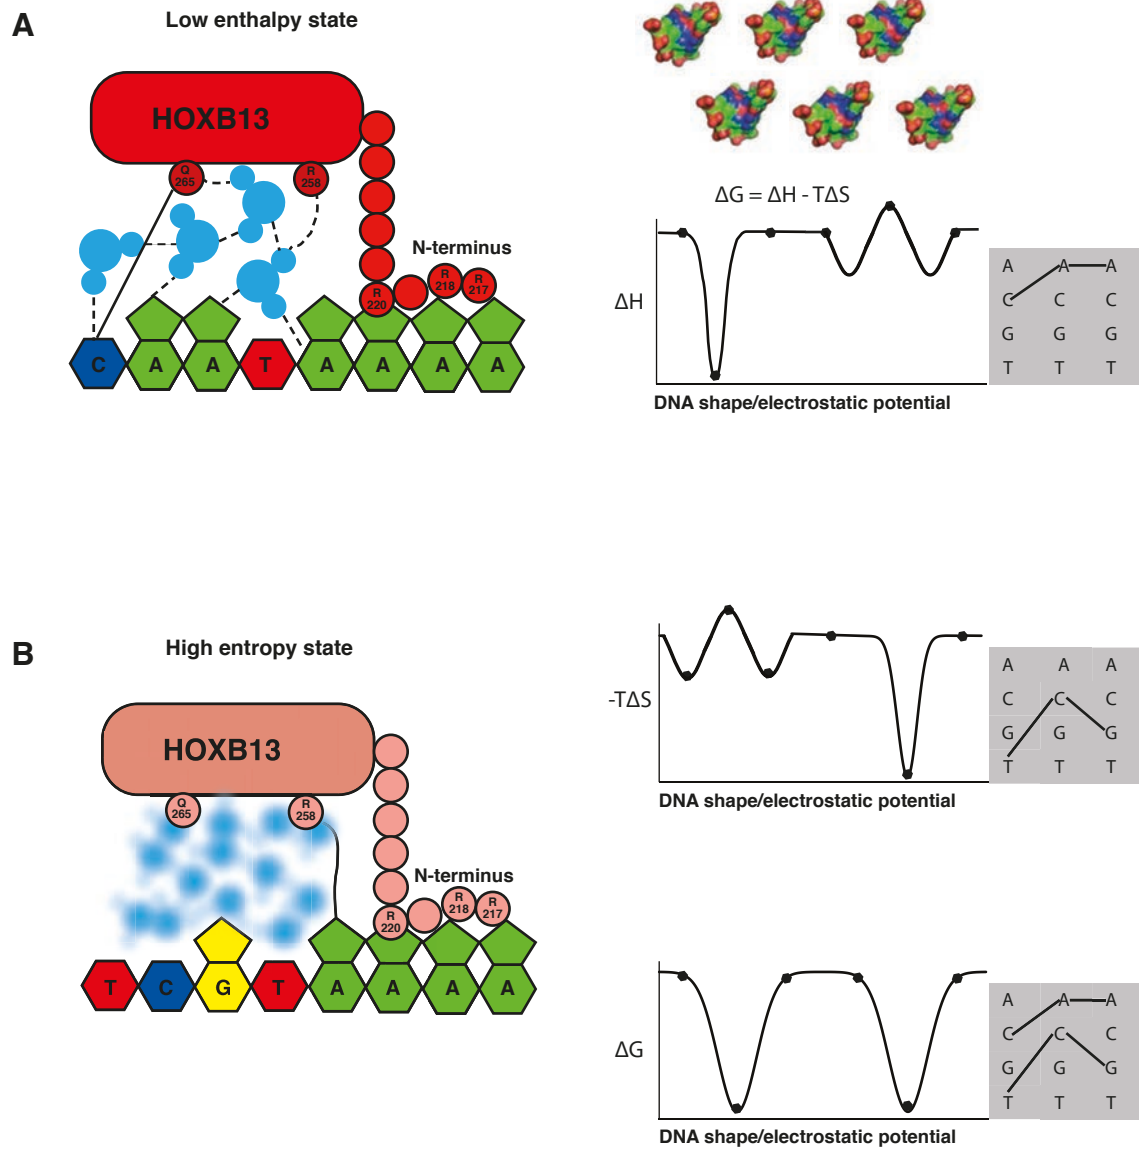 A
Low enthalpy state
HOXB13
Q
265
R
258
N-terminus
R
220
R
218
R
217
C A A T A A A A
ΔG = ΔH - TΔS
ΔH
DNA shape/electrostatic potential
A A A
C C C
G G G
T T T
B
High entropy state
HOXB13
Q
265
R
258
N-terminus
R
220
R
218
R
217
T C G T A A A A
-TΔS
DNA shape/electrostatic potential
A A A
C C C
G G G
T T T
ΔG
DNA shape/electrostatic potential
A A A
C C C
G G G
T T T